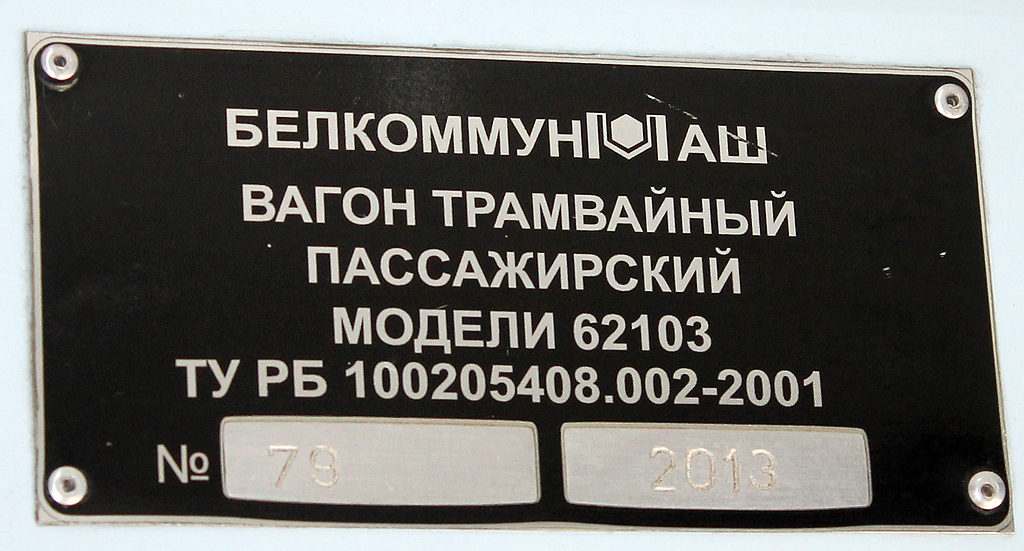 БЕЛКОММУНМАШ
ВАГОН ТРАМВАЙНЫЙ
ПАССАЖИРСКИЙ
МОДЕЛИ 62103
ТУ РБ 100205408.002-2001
№ 79 2013